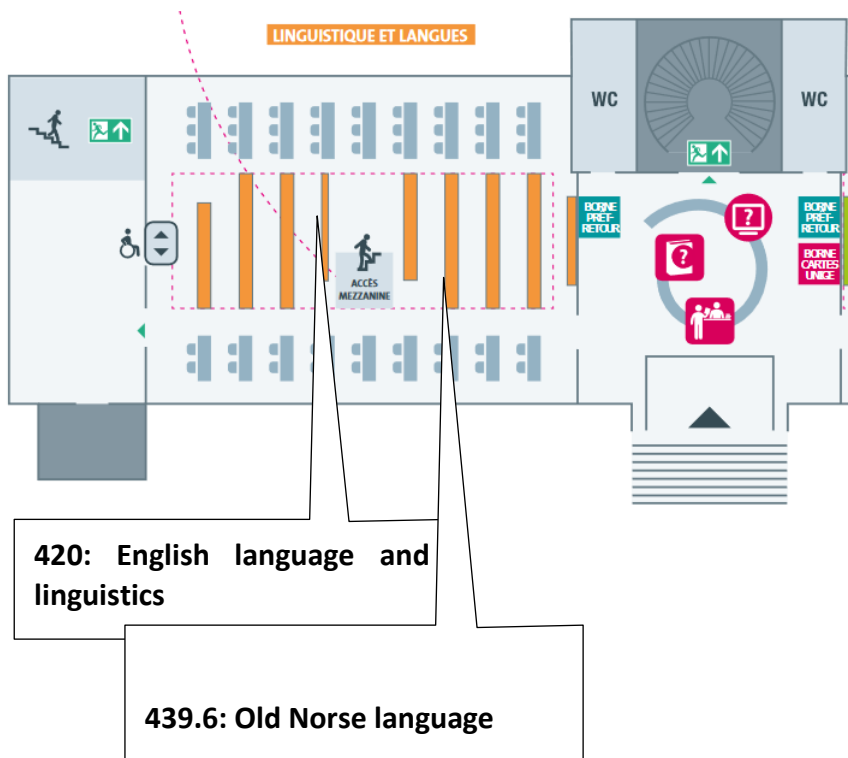 LINGUISTIQUE ET LANGUES
WC
WC
BORNE
PRÊT-
RETOUR
BORNE
PRÊT-
RETOUR
BORNE
CARTES
UNIGE
?
?
ACCÈS
MEZZANINE
420: English language and
linguistics
439.6: Old Norse language